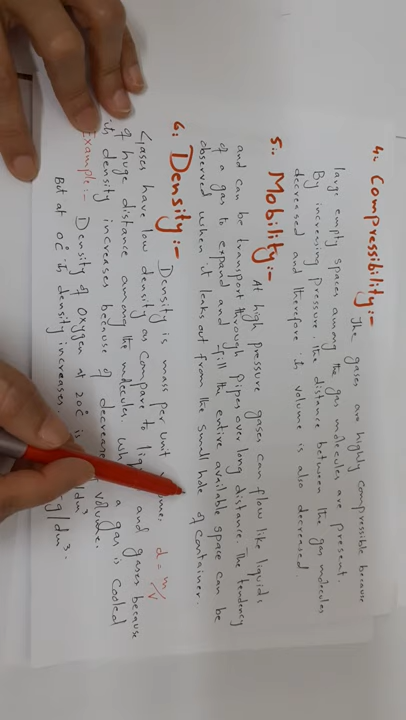 4.. Compressibility:-
The gases are highly compressible because
large empty spaces among the gas molecules are present.
By increasing Pressure, the distance between the gas molecules
decreased and therefore its volume is also decreased.
5.. Mobility:-
At high pressure gases can flow like liquids
and can be transport through Pipes over long distance. The tendency
of a gas to expand and fill the entire available space can be
observed when it leaks out from the small hole of container.
6. Density:-
Density is mass per unit d = m/v
Gases have low density as compare to and gases because
of huge distance among the molecules. a gas is cooled
its density increases because of volume.
Example:- Density of Oxygen at 20°C is
But at 0°C its density increases g/dm³.